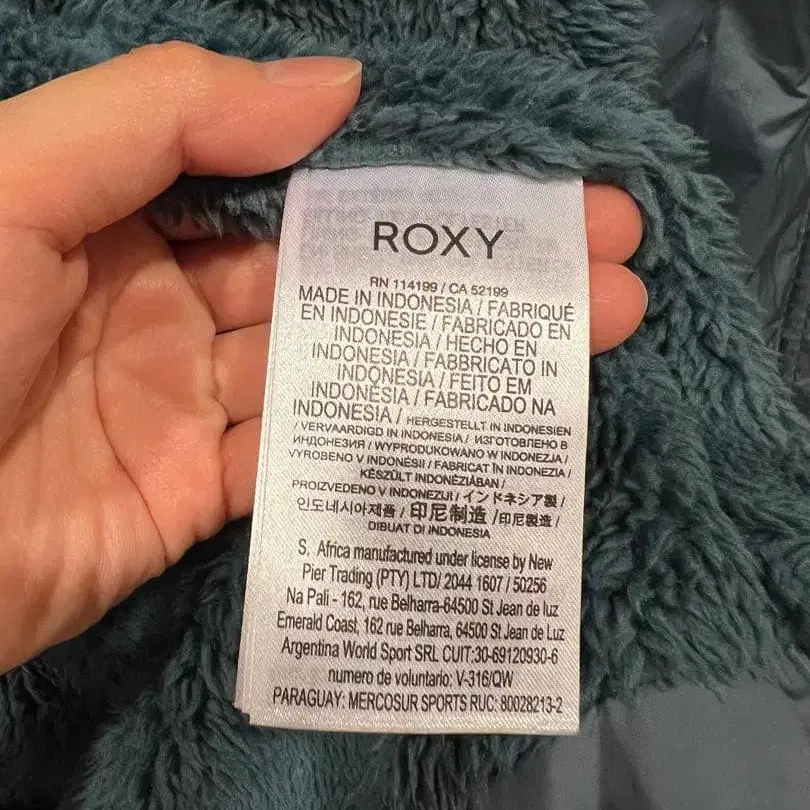 ROXY
RN 114199 / CA 52199
MADE IN INDONESIA / FABRIQUÉ
EN INDONESIE / FABRICADO EN
INDONESIA / HECHO EN
INDONESIA / FABBRICATO IN
INDONESIA / FEITO EM
INDONÉSIA / FABRICADO NA
INDONESIA / HERGESTELLT IN INDONESIEN
/ VERVAARDIGD IN INDONESIA / ИЗГОТОВЛЕНО В
ИНДОНЕЗИЯ / WYPRODUKOWANO W INDONEZJA /
VYROBENO V INDONÉSII / FABRICAT ÎN INDONEZIA /
KÉSZÜLT INDONÉZIÁBAN /
PROIZVEDENO V INDONEZIJI / インドネシア製 /
인도네시아제품 / 印尼制造 /印尼製造 /
DIBUAT DI INDONESIA
S. Africa manufactured under license by New
Pier Trading (PTY) LTD/ 2044 1607 / 50256
Na Pali - 162, rue Belharra-64500 St Jean de luz
Emerald Coast, 162 rue Belharra, 64500 St Jean de Luz
Argentina World Sport SRL CUIT:30-69120930-6
numero de voluntario: V-316/QW
PARAGUAY: MERCOSUR SPORTS RUC: 80028213-2